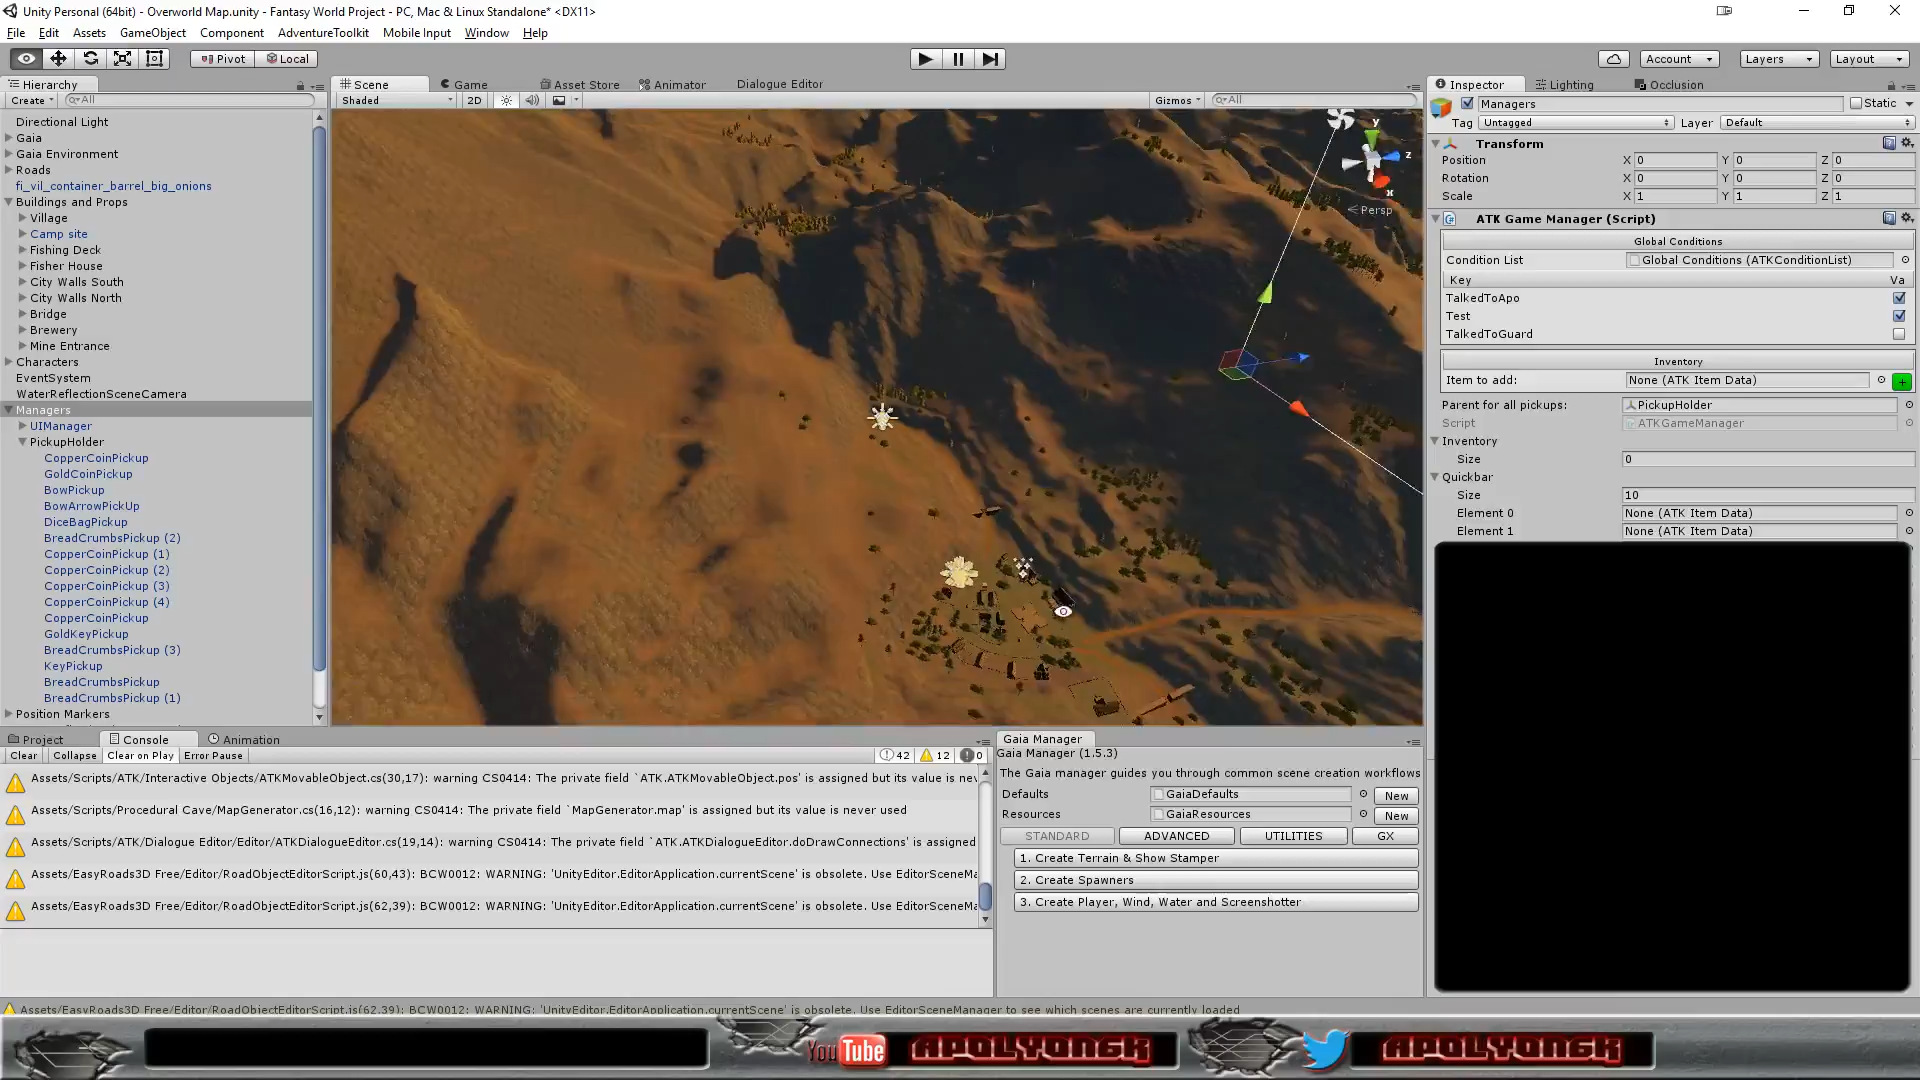 Unity Personal (64bit) - Overworld Map.unity - Fantasy World Project - PC, Mac & Linux Standalone* <DX11>
File Edit Assets GameObject Component AdventureToolkit Mobile Input Window Help
Pivot Local Account Layers Layout
Hierarchy
Create All
Directional Light
Gaia
Gaia Environment
Roads
fi_vil_container_barrel_big_onions
Buildings and Props
Village
Camp site
Fishing Deck
Fisher House
City Walls South
City Walls North
Bridge
Brewery
Mine Entrance
Characters
EventSystem
WaterReflectionSceneCamera
Managers
UIManager
PickupHolder
CopperCoinPickup
GoldCoinPickup
BowPickup
BowArrowPickUp
DiceBagPickup
BreadCrumbsPickup (2)
CopperCoinPickup (1)
CopperCoinPickup (2)
CopperCoinPickup (3)
CopperCoinPickup (4)
CopperCoinPickup
GoldKeyPickup
BreadCrumbsPickup (3)
KeyPickup
BreadCrumbsPickup
BreadCrumbsPickup (1)
Position Markers
Scene Game Asset Store Animator Dialogue Editor
Shaded 2D Gizmos All
y
z
x
Persp
Inspector Lighting Occlusion
Managers Static
Tag Untagged Layer Default
Transform
Position X 0 Y 0 Z 0
Rotation X 0 Y 0 Z 0
Scale X 1 Y 1 Z 1
ATK Game Manager (Script)
Global Conditions
Condition List Global Conditions (ATKConditionList)
Key Va
TalkedToApo
Test
TalkedToGuard
Inventory
Item to add: None (ATK Item Data) +
Parent for all pickups: PickupHolder
Script ATKGameManager
Inventory
Size 0
Quickbar
Size 10
Element 0 None (ATK Item Data)
Element 1 None (ATK Item Data)
Project Console Animation
Clear Collapse Clear on Play Error Pause 42 12 0
Assets/Scripts/ATK/Interactive Objects/ATKMovableObject.cs(30,17): warning CS0414: The private field `ATK.ATKMovableObject.pos' is assigned but its value is nev
Assets/Scripts/Procedural Cave/MapGenerator.cs(16,12): warning CS0414: The private field `MapGenerator.map' is assigned but its value is never used
Assets/Scripts/ATK/Dialogue Editor/Editor/ATKDialogueEditor.cs(19,14): warning CS0414: The private field `ATK.ATKDialogueEditor.doDrawConnections' is assigned
Assets/EasyRoads3D Free/Editor/RoadObjectEditorScript.js(60,43): BCW0012: WARNING: 'UnityEditor.EditorApplication.currentScene' is obsolete. Use EditorSceneMa
Assets/EasyRoads3D Free/Editor/RoadObjectEditorScript.js(62,39): BCW0012: WARNING: 'UnityEditor.EditorApplication.currentScene' is obsolete. Use EditorSceneMa
Gaia Manager
Gaia Manager (1.5.3)
The Gaia manager guides you through common scene creation workflows
Defaults GaiaDefaults New
Resources GaiaResources New
STANDARD ADVANCED UTILITIES GX
1. Create Terrain & Show Stamper
2. Create Spawners
3. Create Player, Wind, Water and Screenshotter
Assets/EasyRoads3D Free/Editor/RoadObjectEditorScript.js(62,39): BCW0012: WARNING: 'UnityEditor.EditorApplication.currentScene' is obsolete. Use EditorSceneManager to see which scenes are currently loaded
YouTube APOLYONGK APOLYONGK